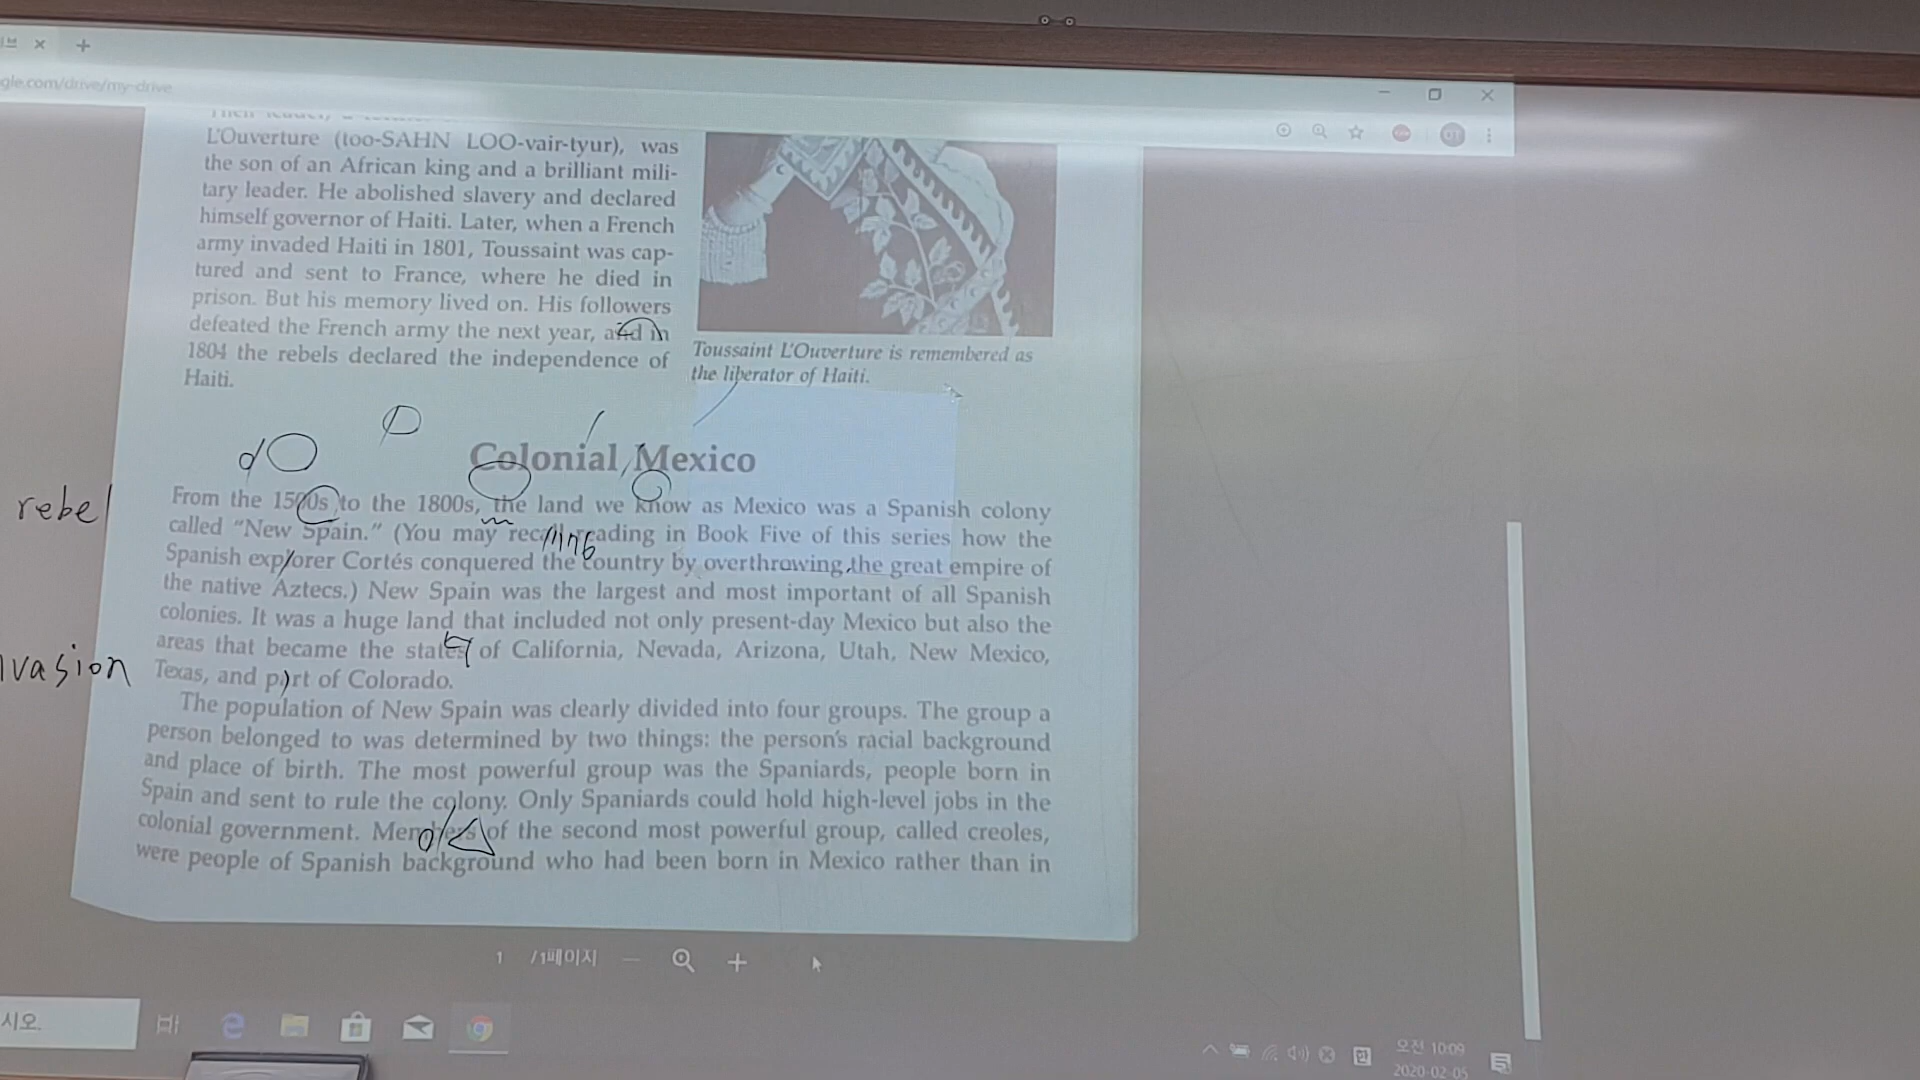 gle.com/drive/my-drive
L'Ouverture (too-SAHN LOO-vair-tyur), was
the son of an African king and a brilliant mili-
tary leader. He abolished slavery and declared
himself governor of Haiti. Later, when a French
army invaded Haiti in 1801, Toussaint was cap-
tured and sent to France, where he died in
prison. But his memory lived on. His followers
defeated the French army the next year, and in
1804 the rebels declared the independence of
Haiti.
Toussaint L'Ouverture is remembered as
the liberator of Haiti.
Colonial Mexico
From the 1500s to the 1800s, the land we know as Mexico was a Spanish colony
called "New Spain." (You may recall reading in Book Five of this series how the
Spanish explorer Cortés conquered the country by overthrowing the great empire of
the native Aztecs.) New Spain was the largest and most important of all Spanish
colonies. It was a huge land that included not only present-day Mexico but also the
areas that became the states of California, Nevada, Arizona, Utah, New Mexico,
Texas, and part of Colorado.
The population of New Spain was clearly divided into four groups. The group a
person belonged to was determined by two things: the person's racial background
and place of birth. The most powerful group was the Spaniards, people born in
Spain and sent to rule the colony. Only Spaniards could hold high-level jobs in the
colonial government. Members of the second most powerful group, called creoles,
were people of Spanish background who had been born in Mexico rather than in
rebel
vasion
1 / 1페이지
시오.
오전 10:09
2020-02-05